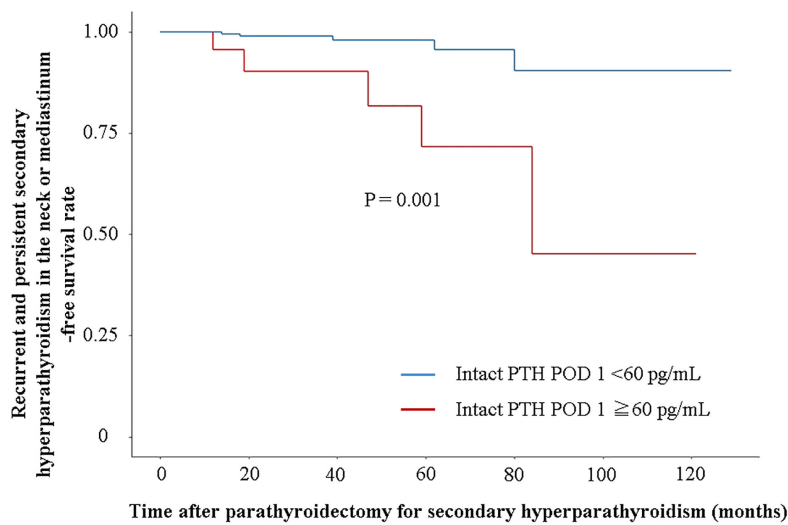 Recurrent and persistent secondary
hyperparathyroidism in the neck or mediastinum
-free survival rate
1.00
0.75
0.50
0.25
0
P = 0.001
Intact PTH POD 1 <60 pg/mL
Intact PTH POD 1 ≧60 pg/mL
0 20 40 60 80 100 120
Time after parathyroidectomy for secondary hyperparathyroidism (months)